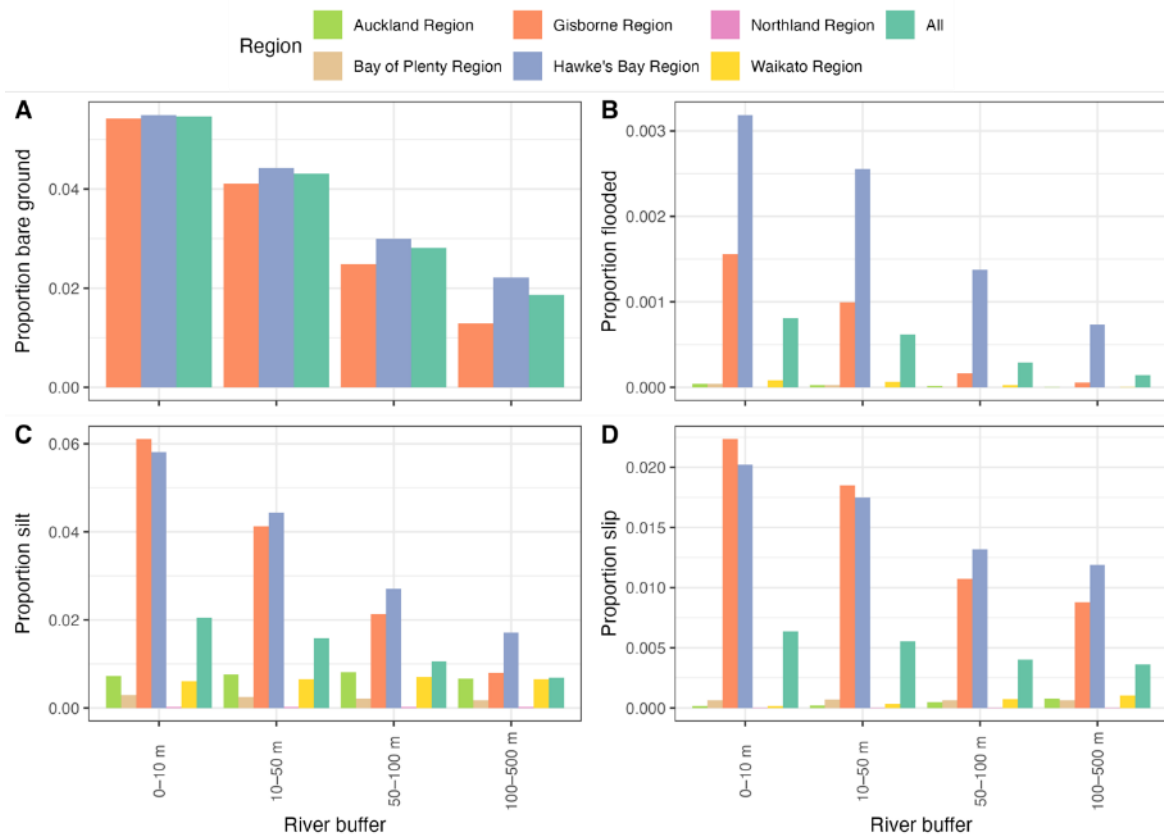 Region
Auckland Region
Gisborne Region
Northland Region
All
Bay of Plenty Region
Hawke's Bay Region
Waikato Region
A
Proportion bare ground
0.04
0.02
0.00
B
Proportion flooded
0.003
0.002
0.001
0.000
C
Proportion silt
0.06
0.04
0.02
0.00
0–10 m
10–50 m
50–100 m
100–500 m
River buffer
D
Proportion slip
0.020
0.015
0.010
0.005
0.000
0–10 m
10–50 m
50–100 m
100–500 m
River buffer